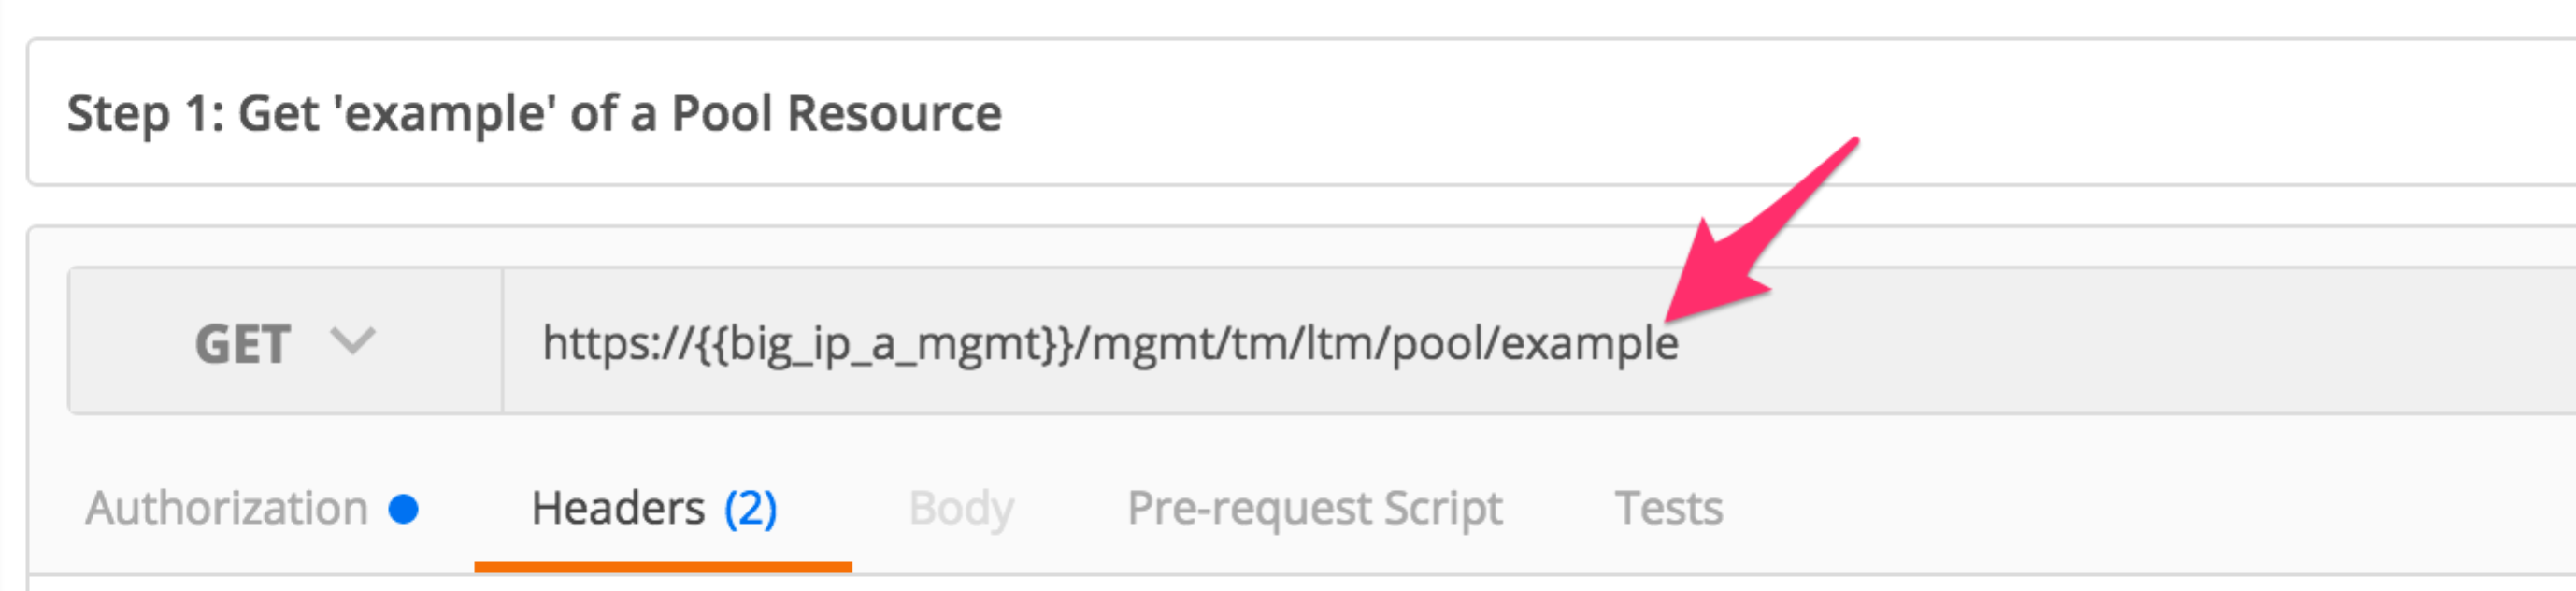 Step 1: Get 'example' of a Pool Resource
GET https://{{big_ip_a_mgmt}}/mgmt/tm/ltm/pool/example
Authorization Headers (2) Body Pre-request Script Tests